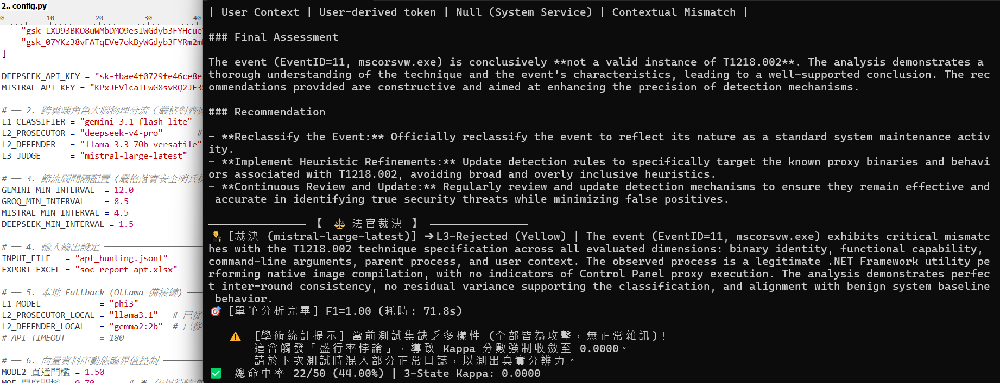 2.. config.py
0 10 20 30 40
"gsk_LXD93BKO8uWMbDMO9esIWGdyb3FYHcue
"gsk_07YKz38vFATqEVe7okByWGdyb3FYRm2m
]
DEEPSEEK_API_KEY = "sk-fbae4f0729fe46ce8e
MISTRAL_API_KEY = "KPxJEVlcaILwG8svRQ2JF3
# ── 2. 跨雲端角色大腦物理分流（嚴格對齊
L1_CLASSIFIER = "gemini-3.1-flash-lite"
L2_PROSECUTOR = "deepseek-v4-pro" #
L2_DEFENDER = "llama-3.3-70b-versatile"
L3_JUDGE = "mistral-large-latest"
# ── 3. 節流閥間隔配置 (嚴格落實安全哨兵
GEMINI_MIN_INTERVAL = 12.0
GROQ_MIN_INTERVAL = 8.5
MISTRAL_MIN_INTERVAL = 4.5
DEEPSEEK_MIN_INTERVAL = 1.5
# ── 4. 輸入輸出設定 ──
INPUT_FILE = "apt_hunting.jsonl"
EXPORT_EXCEL = "soc_report_apt.xlsx"
# ── 5. 本地 Fallback (Ollama 備援鏈) ──
L1_MODEL = "phi3"
L2_PROSECUTOR_LOCAL = "llama3.1" # 已從
L2_DEFENDER_LOCAL = "gemma2:2b" # 已從
# API_TIMEOUT = 180
# ── 6. 向量資料庫動態臨界值控制 ──
MODE2_直通門檻 = 1.50
| User Context | User-derived token | Null (System Service) | Contextual Mismatch |
### Final Assessment
The event (EventID=11, mscorsvw.exe) is conclusively **not a valid instance of T1218.002**. The analysis demonstrates a
thorough understanding of the technique and the event's characteristics, leading to a well-supported conclusion. The rec
ommendations provided are constructive and aimed at enhancing the precision of detection mechanisms.
### Recommendation
- **Reclassify the Event:** Officially reclassify the event to reflect its nature as a standard system maintenance activ
ity.
- **Implement Heuristic Refinements:** Update detection rules to specifically target the known proxy binaries and behavi
ors associated with T1218.002, avoiding broad and overly inclusive heuristics.
- **Continuous Review and Update:** Regularly review and update detection mechanisms to ensure they remain effective and
accurate in identifying true security threats while minimizing false positives.
─────────────── 【 ⚖️ 法官裁決 】 ───────────────
[裁決 (mistral-large-latest)] ➔ L3-Rejected (Yellow) | The event (EventID=11, mscorsvw.exe) exhibits critical mismatc
hes with the T1218.002 technique specification across all evaluated dimensions: binary identity, functional capability,
command-line arguments, parent process, and user context. The observed process is a legitimate .NET Framework utility pe
rforming native image compilation, with no indicators of Control Panel proxy execution. The analysis demonstrates perfec
t inter-round consistency, no residual variance supporting the classification, and alignment with benign system baseline
behavior.
🎯 [單筆分析完畢] F1=1.00 (耗時: 71.8s)
⚠️ [學術統計提示] 當前測試集缺乏多樣性 (全部皆為攻擊，無正常雜訊)！
這會觸發「盛行率悖論」，導致 Kappa 分數強制收斂至 0.0000。
請於下次測試時混入部分正常日誌，以測出真實分辨力。
✅ 總命中率 22/50 (44.00%) | 3-State Kappa: 0.0000